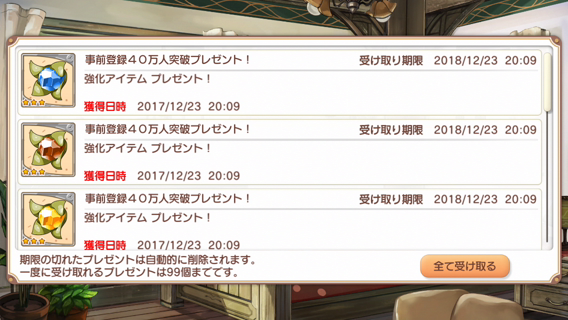 事前登録40万人突破プレゼント！ 受け取り期限 2018/12/23 20:09
強化アイテム プレゼント！
獲得日時 2017/12/23 20:09
事前登録40万人突破プレゼント！ 受け取り期限 2018/12/23 20:09
強化アイテム プレゼント！
獲得日時 2017/12/23 20:09
事前登録40万人突破プレゼント！ 受け取り期限 2018/12/23 20:09
強化アイテム プレゼント！
獲得日時 2017/12/23 20:09
期限の切れたプレゼントは自動的に削除されます。
一度に受け取れるプレゼントは99個までです。
全て受け取る